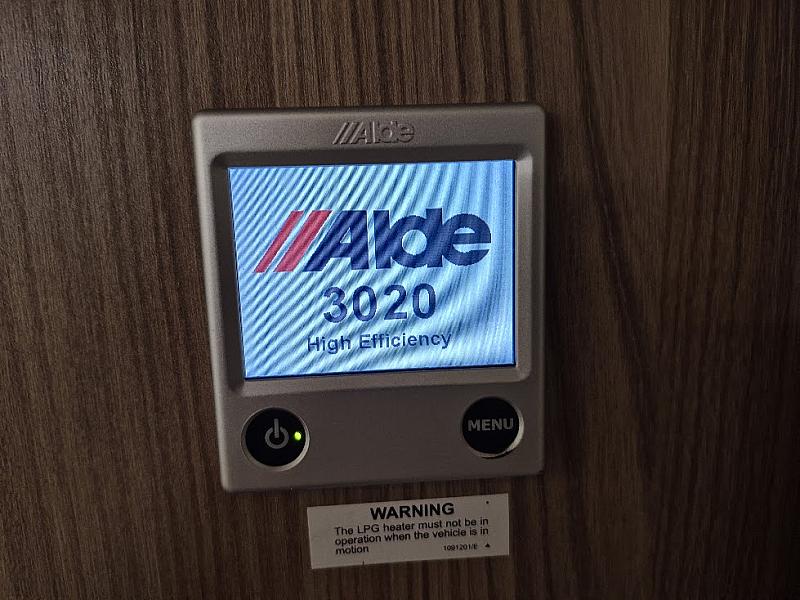 Alde
Alde
3020
High Efficiency
MENU
WARNING
The LPG heater must not be in
operation when the vehicle is in
motion
1091201/E